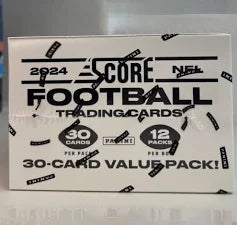 2024 SCORE NFL
FOOTBALL
TRADING CARDS
30 CARDS PANINI 12 PACKS
PER PACK PER BOX
30-CARD VALUE PACK!